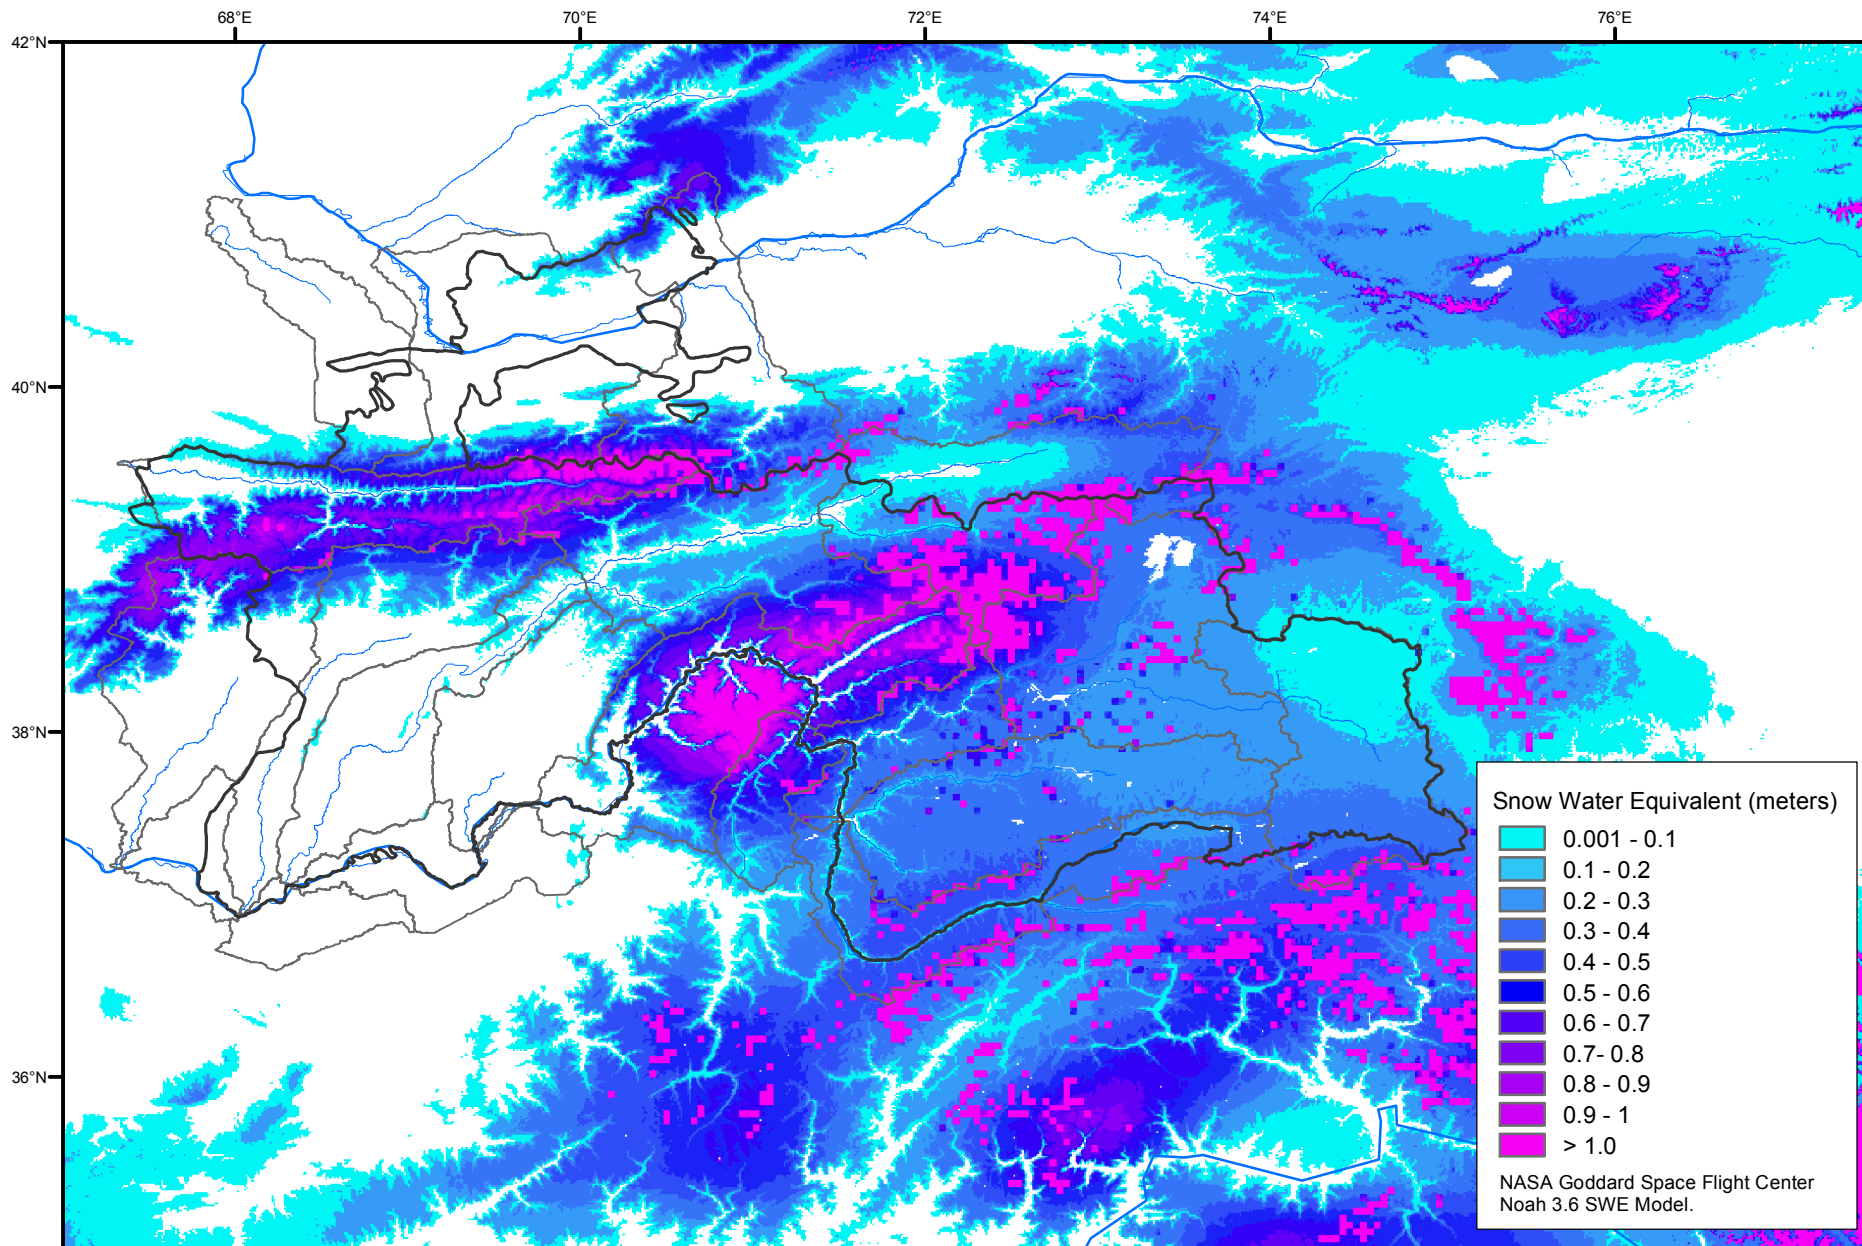 68°E
70°E
72°E
74°E
76°E
42°N
40°N
38°N
36°N
Snow Water Equivalent (meters)
0.001 - 0.1
0.1 - 0.2
0.2 - 0.3
0.3 - 0.4
0.4 - 0.5
0.5 - 0.6
0.6 - 0.7
0.7- 0.8
0.8 - 0.9
0.9 - 1
> 1.0
NASA Goddard Space Flight Center
Noah 3.6 SWE Model.